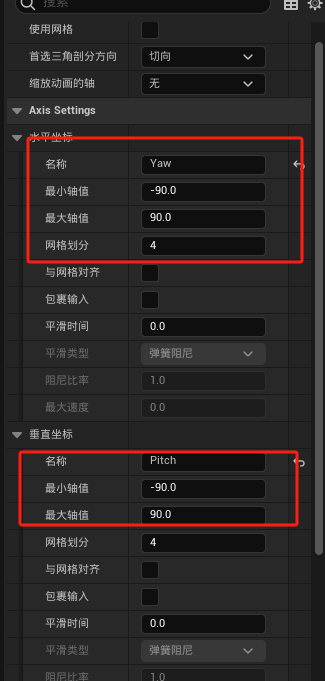 搜索
使用网格
首选三角剖分方向 切向
缩放动画的轴 无
Axis Settings
水平坐标
名称 Yaw
最小轴值 -90.0
最大轴值 90.0
网格划分 4
与网格对齐
包裹输入
平滑时间 0.0
平滑类型 弹簧阻尼
阻尼比率 1.0
最大速度 0.0
垂直坐标
名称 Pitch
最小轴值 -90.0
最大轴值 90.0
网格划分 4
与网格对齐
包裹输入
平滑时间 0.0
平滑类型 弹簧阻尼
阻尼比率 1.0